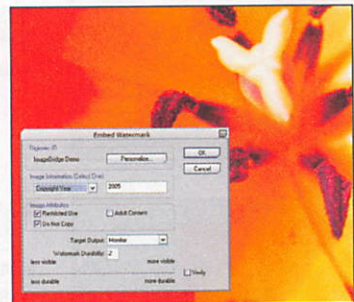 Embed Watermark
Digimarc ID
ImageBridge Demo
Personalize...
OK
Cancel
Image Information (Select One)
Copyright Year
2005
Image Attributes
Restricted Use
Adult Content
Do Not Copy
Target Output: Monitor
Watermark Durability: 2
less visible more visible
Verify
less durable more durable